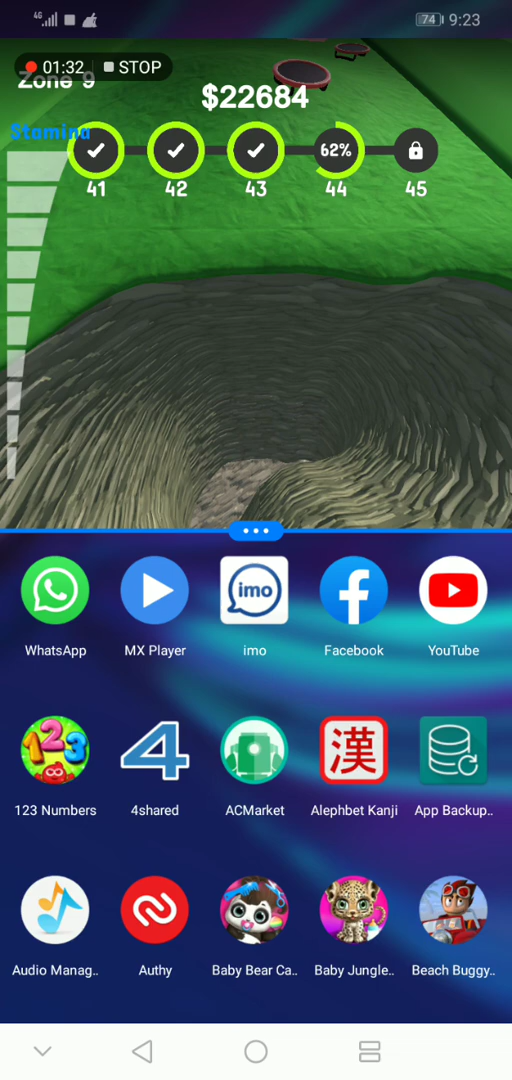 4G 74 9:23
01:32 STOP
Zone 9
$22684
Stamina
62%
41 42 43 44 45
imo
WhatsApp MX Player imo Facebook YouTube
123 4 漢
123 Numbers 4shared ACMarket Alephbet Kanji App Backup..
Audio Manag.. Authy Baby Bear Ca.. Baby Jungle.. Beach Buggy..